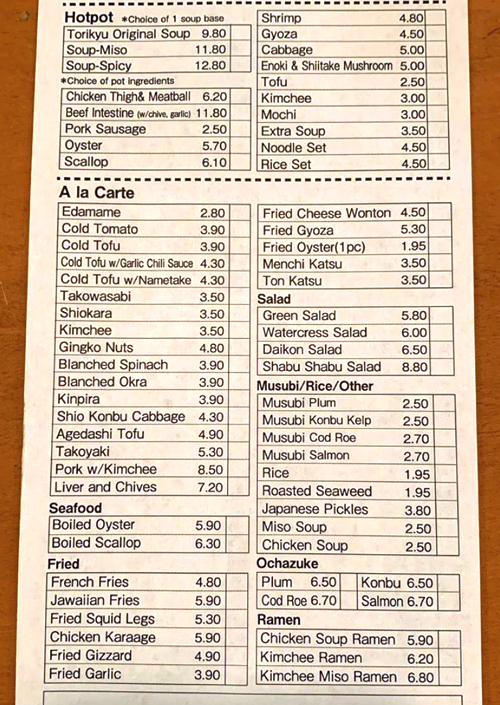 Hotpot *Choice of 1 soup base
Torikyu Original Soup 9.80
Soup-Miso 11.80
Soup-Spicy 12.80
*Choice of pot ingredients
Chicken Thigh& Meatball 6.20
Beef Intestine (w/chive, garlic) 11.80
Pork Sausage 2.50
Oyster 5.70
Scallop 6.10
Shrimp 4.80
Gyoza 4.50
Cabbage 5.00
Enoki & Shiitake Mushroom 5.00
Tofu 2.50
Kimchee 3.00
Mochi 3.00
Extra Soup 3.50
Noodle Set 4.50
Rice Set 4.50
A la Carte
Edamame 2.80
Cold Tomato 3.90
Cold Tofu 3.90
Cold Tofu w/Garlic Chili Sauce 4.30
Cold Tofu w/Nametake 4.30
Takowasabi 3.50
Shiokara 3.50
Kimchee 3.50
Gingko Nuts 4.80
Blanched Spinach 3.90
Blanched Okra 3.90
Kinpira 3.90
Shio Konbu Cabbage 4.30
Agedashi Tofu 4.90
Takoyaki 5.30
Pork w/Kimchee 8.50
Liver and Chives 7.20
Seafood
Boiled Oyster 5.90
Boiled Scallop 6.30
Fried
French Fries 4.80
Jawaiian Fries 5.90
Fried Squid Legs 5.30
Chicken Karaage 5.90
Fried Gizzard 4.90
Fried Garlic 3.90
Fried Cheese Wonton 4.50
Fried Gyoza 5.30
Fried Oyster(1pc) 1.95
Menchi Katsu 3.50
Ton Katsu 3.50
Salad
Green Salad 5.80
Watercress Salad 6.00
Daikon Salad 6.50
Shabu Shabu Salad 8.80
Musubi/Rice/Other
Musubi Plum 2.50
Musubi Konbu Kelp 2.50
Musubi Cod Roe 2.70
Musubi Salmon 2.70
Rice 1.95
Roasted Seaweed 1.95
Japanese Pickles 3.80
Miso Soup 2.50
Chicken Soup 2.50
Ochazuke
Plum 6.50 Konbu 6.50
Cod Roe 6.70 Salmon 6.70
Ramen
Chicken Soup Ramen 5.90
Kimchee Ramen 6.20
Kimchee Miso Ramen 6.80